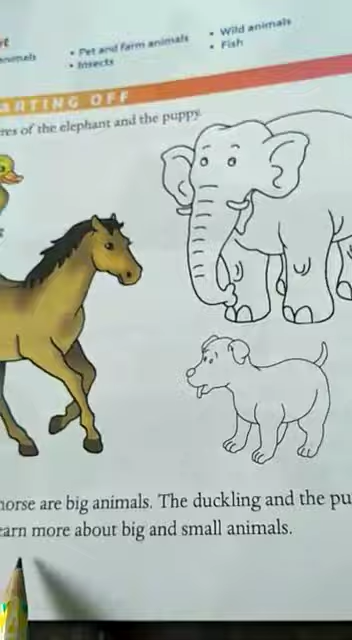 • Pet and farm animals
• Wild animals
• Insects
• Fish
ARTING OFF
of the elephant and the puppy.
horse are big animals. The duckling and the pu
earn more about big and small animals.